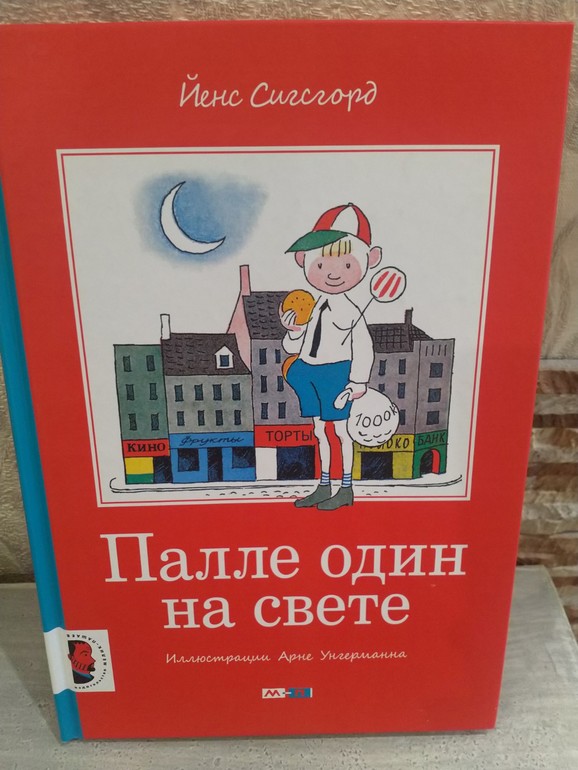 Йенс Сигсгорд
КИНО
Фрукты
ТОРТЫ
БАНК
1000К
Палле один
на свете
Иллюстрации Арне Унгерманна